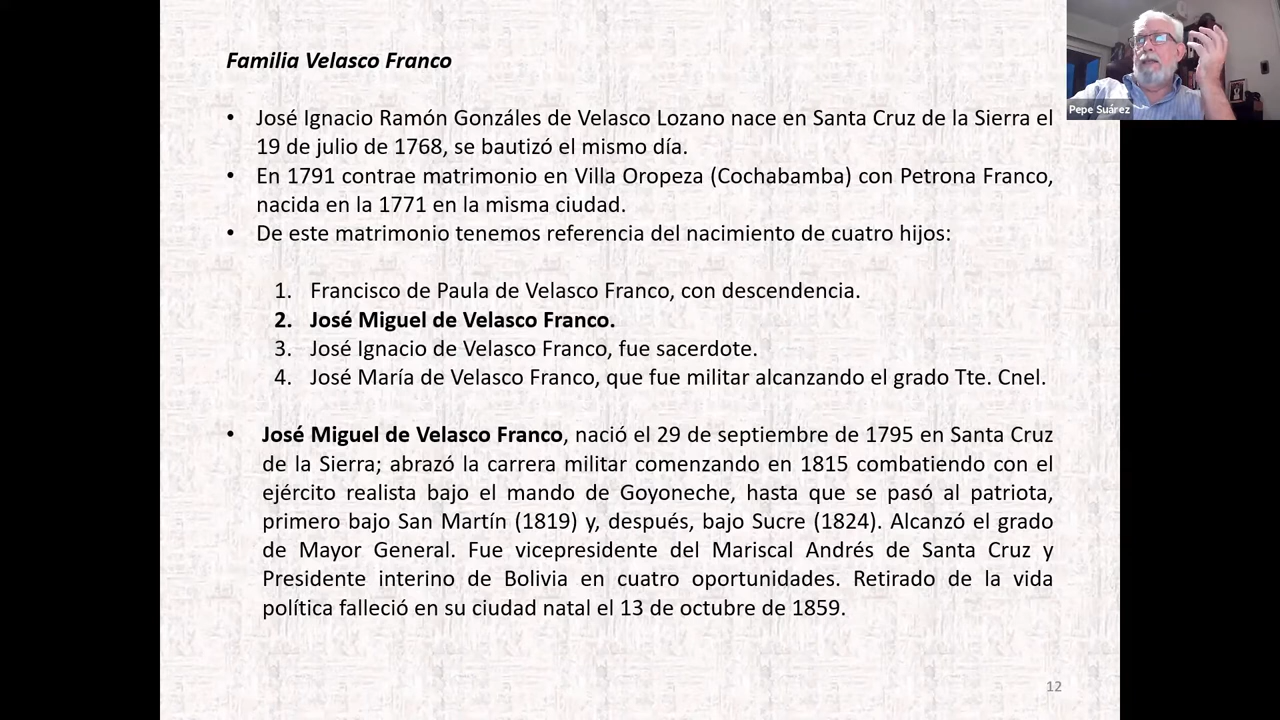 Familia Velasco Franco
Pepe Suárez
• José Ignacio Ramón Gonzáles de Velasco Lozano nace en Santa Cruz de la Sierra el
19 de julio de 1768, se bautizó el mismo día.
• En 1791 contrae matrimonio en Villa Oropeza (Cochabamba) con Petrona Franco,
nacida en la 1771 en la misma ciudad.
• De este matrimonio tenemos referencia del nacimiento de cuatro hijos:
1. Francisco de Paula de Velasco Franco, con descendencia.
2. José Miguel de Velasco Franco.
3. José Ignacio de Velasco Franco, fue sacerdote.
4. José María de Velasco Franco, que fue militar alcanzando el grado Tte. Cnel.
• José Miguel de Velasco Franco, nació el 29 de septiembre de 1795 en Santa Cruz
de la Sierra; abrazó la carrera militar comenzando en 1815 combatiendo con el
ejército realista bajo el mando de Goyoneche, hasta que se pasó al patriota,
primero bajo San Martín (1819) y, después, bajo Sucre (1824). Alcanzó el grado
de Mayor General. Fue vicepresidente del Mariscal Andrés de Santa Cruz y
Presidente interino de Bolivia en cuatro oportunidades. Retirado de la vida
política falleció en su ciudad natal el 13 de octubre de 1859.
12